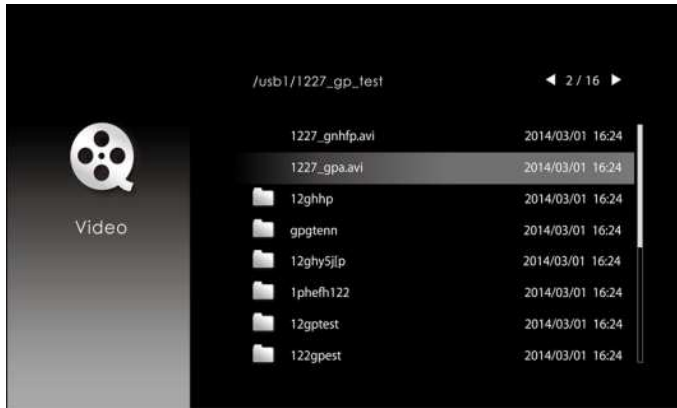 /usb1/1227_gp_test ◀ 2/16 ▶
1227_gnhfp.avi 2014/03/01 16:24
1227_gpa.avi 2014/03/01 16:24
12ghhp 2014/03/01 16:24
Video
gpgtenn 2014/03/01 16:24
12ghy5j[p 2014/03/01 16:24
1phefh122 2014/03/01 16:24
12gptest 2014/03/01 16:24
122gpest 2014/03/01 16:24